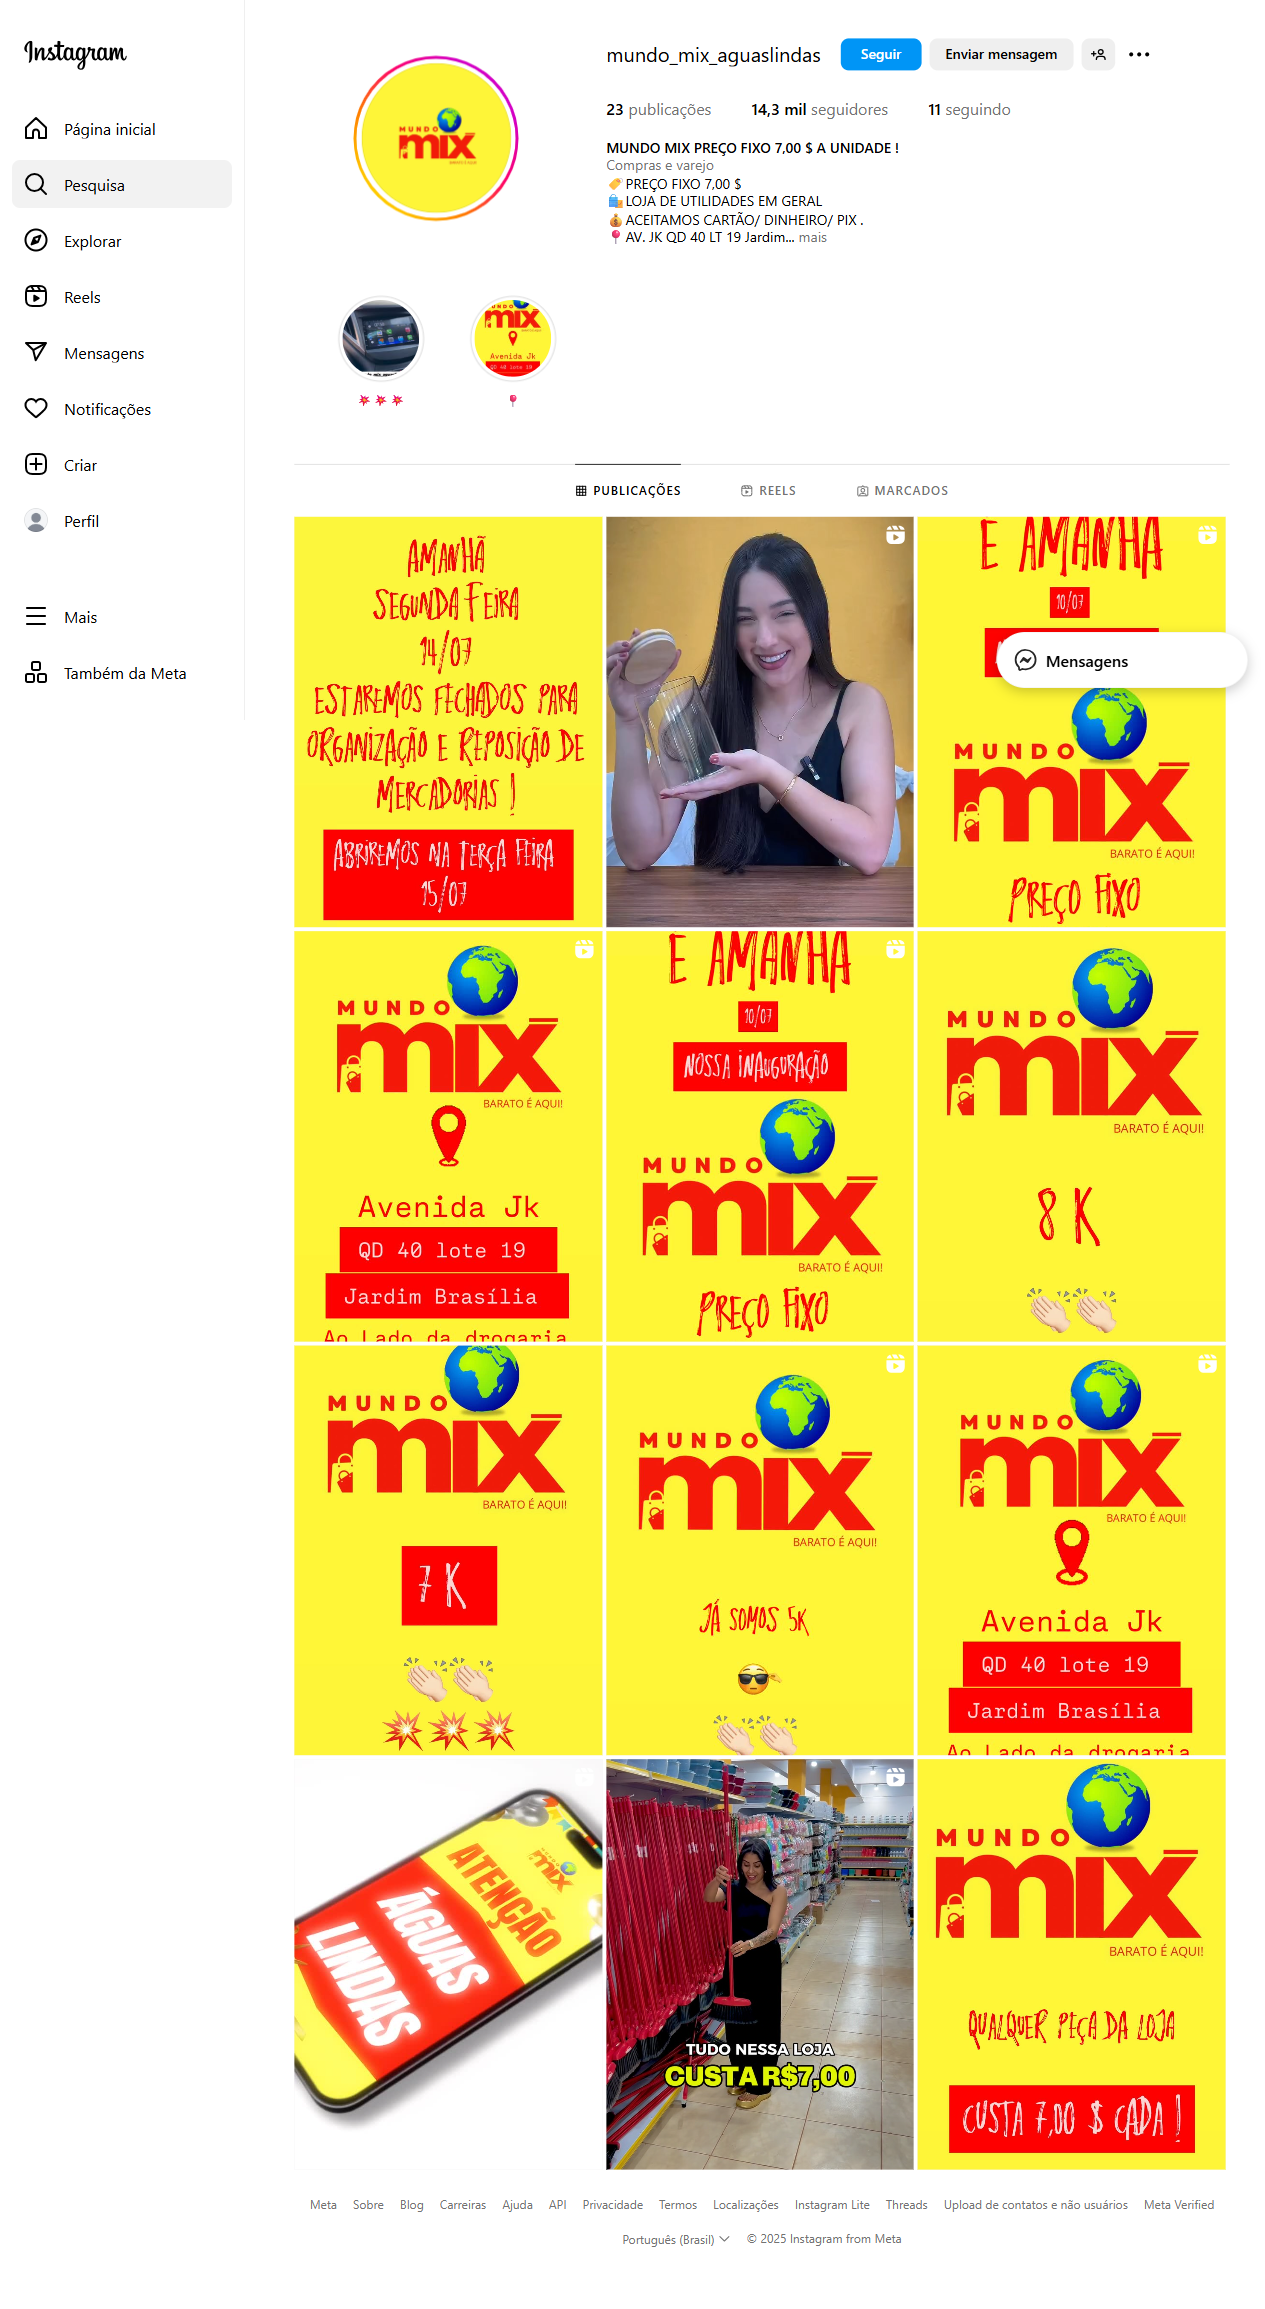 Instagram
Página inicial
Pesquisa
Explorar
Reels
Mensagens
Notificações
Criar
Perfil
Mais
Também da Meta
MUNDO
mix
BARATO É AQUI!
mundo_mix_aguaslindas
Seguir
Enviar mensagem
23 publicações
14,3 mil seguidores
11 seguindo
MUNDO MIX PREÇO FIXO 7,00 $ A UNIDADE !
Compras e varejo
🏷️PREÇO FIXO 7,00 $
🛍️LOJA DE UTILIDADES EM GERAL
💰ACEITAMOS CARTÃO/ DINHEIRO/ PIX .
📍AV. JK QD 40 LT 19 Jardim... mais
💥💥💥
MUNDO
mix
Avenida Jk
QD 40 lote 19
📍
PUBLICAÇÕES
REELS
MARCADOS
AMANHÃ
SEGUNDA FEIRA
14/07
ESTAREMOS FECHADOS PARA
ORGANIZAÇÃO E REPOSIÇÃO DE
MERCADORIAS !
ABRIREMOS NA TERÇA FEIRA
15/07
É AMANHÃ
10/07
Mensagens
MUNDO
mix
BARATO É AQUI!
PREÇO FIXO
MUNDO
mix
BARATO É AQUI!
Avenida Jk
QD 40 lote 19
Jardim Brasília
Ao Lado da drogaria
É AMANHÃ
10/07
NOSSA INAUGURAÇÃO
MUNDO
mix
BARATO É AQUI!
PREÇO FIXO
MUNDO
mix
BARATO É AQUI!
8 K
👏🏻👏🏻
MUNDO
mix
BARATO É AQUI!
7 K
👏🏻👏🏻
💥💥💥
MUNDO
mix
BARATO É AQUI!
JÁ SOMOS 5K
👏🏻👏🏻
MUNDO
mix
BARATO É AQUI!
Avenida Jk
QD 40 lote 19
Jardim Brasília
Ao Lado da drogaria
mix
ATENÇÃO
ÁGUAS
LINDAS
TUDO NESSA LOJA
CUSTA R$7,00
MUNDO
mix
BARATO É AQUI!
QUALQUER PEÇA DA LOJA
CUSTA 7,00 $ CADA !
Meta
Sobre
Blog
Carreiras
Ajuda
API
Privacidade
Termos
Localizações
Instagram Lite
Threads
Upload de contatos e não usuários
Meta Verified
Português (Brasil)
© 2025 Instagram from Meta